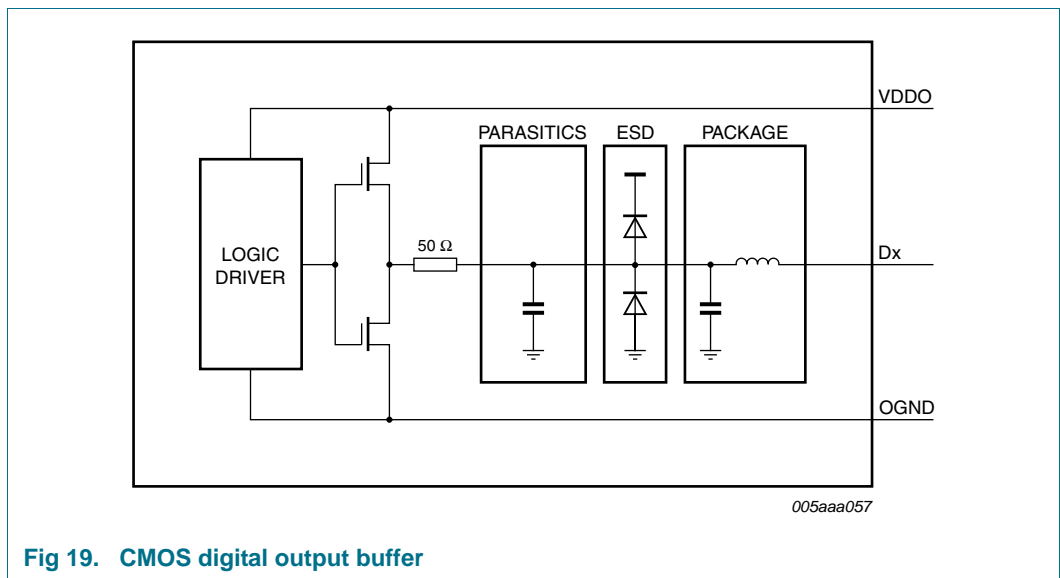 VDDO
PARASITICS ESD PACKAGE
50 Ω
LOGIC
DRIVER
Dx
OGND
005aaa057
Fig 19. CMOS digital output buffer